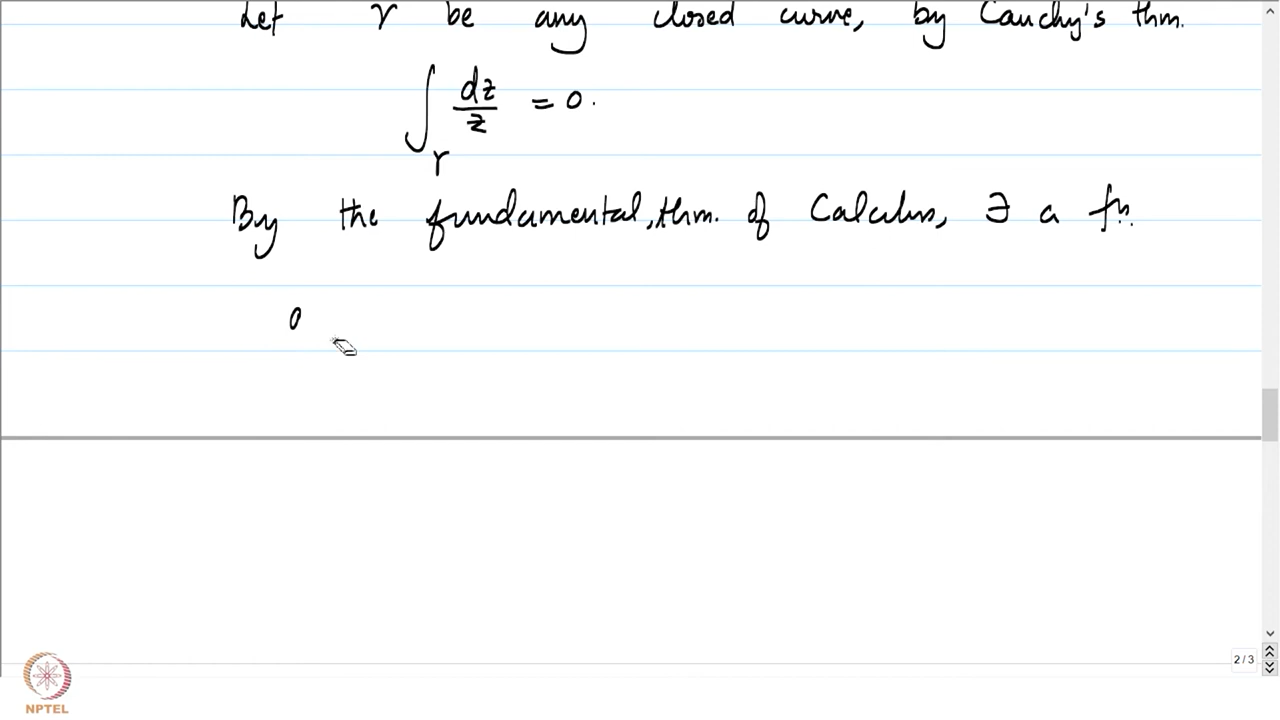 Let γ be any closed curve, by Cauchy's thm.
∫_γ dz/z = 0.
By the fundamental thm. of Calculus, ∃ a fn.
0
2 / 3
NPTEL